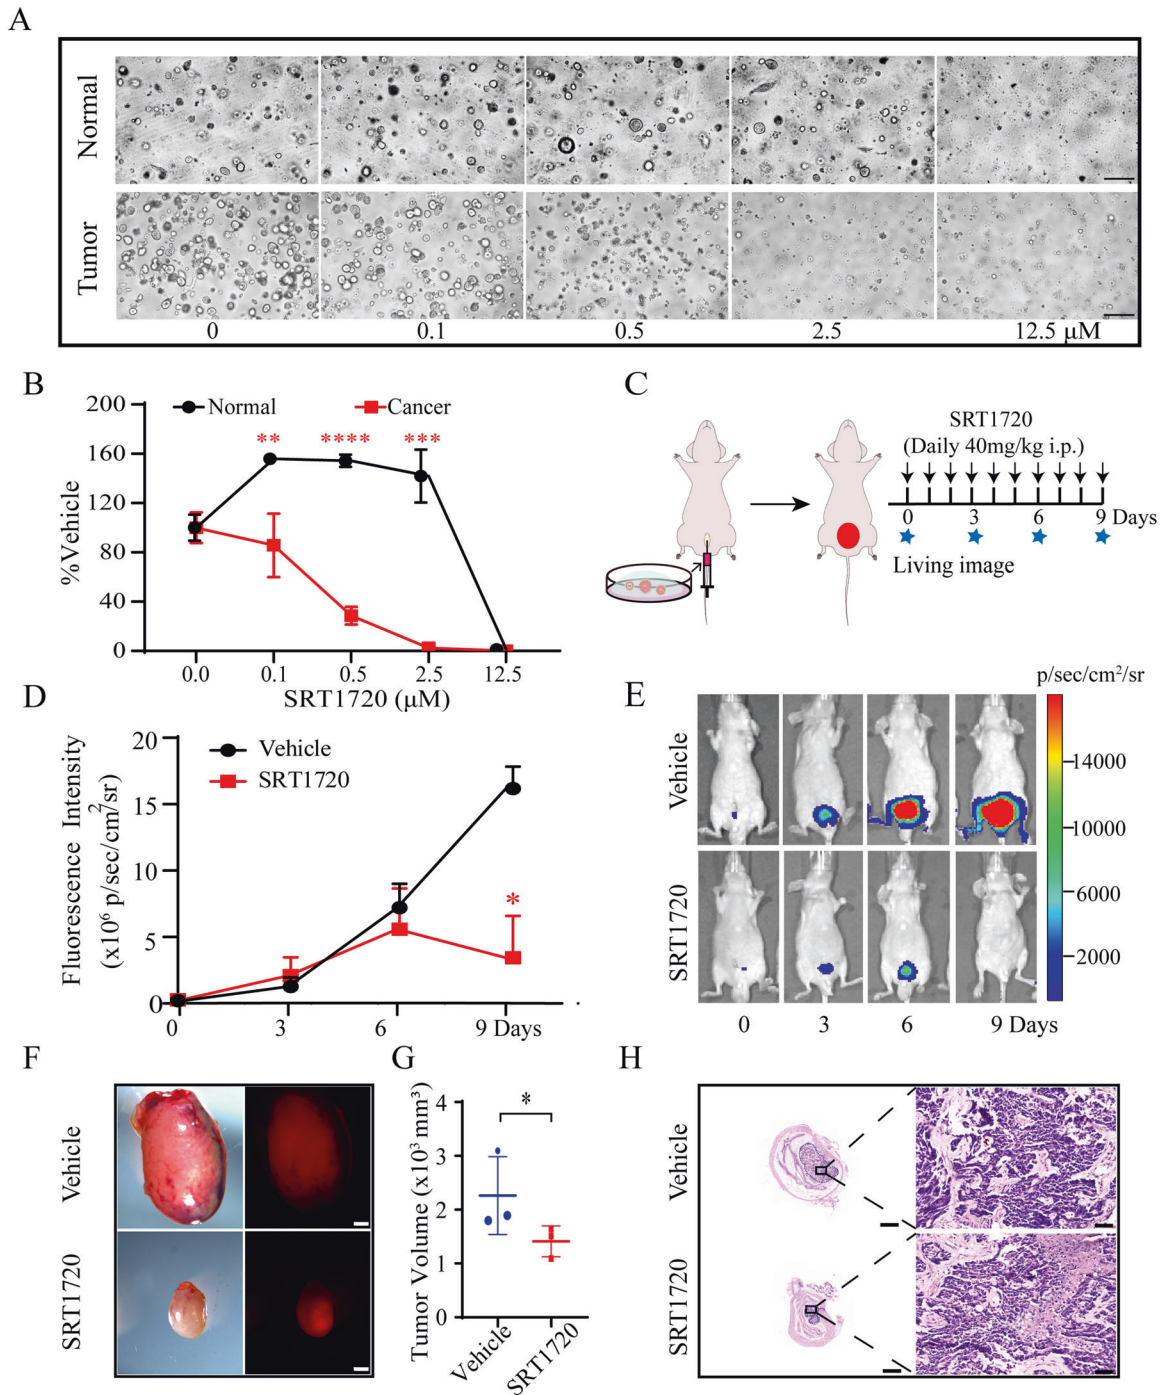 A
Normal
Tumor
0
0.1
0.5
2.5
12.5 μM
B
200
160
120
80
40
0
%Vehicle
Normal
Cancer
**
****
***
0.0
0.1
0.5
2.5
12.5
SRT1720 (μM)
C
SRT1720
(Daily 40mg/kg i.p.)
0
3
6
9 Days
Living image
D
Fluorescence Intensity
(x10⁶ p/sec/cm²/sr)
20
15
10
5
0
Vehicle
SRT1720
*
0
3
6
9 Days
E
p/sec/cm²/sr
Vehicle
SRT1720
14000
10000
6000
2000
0
3
6
9 Days
F
Vehicle
SRT1720
G
Tumor Volume (x10³ mm³)
4
3
2
1
0
*
Vehicle
SRT1720
H
Vehicle
SRT1720